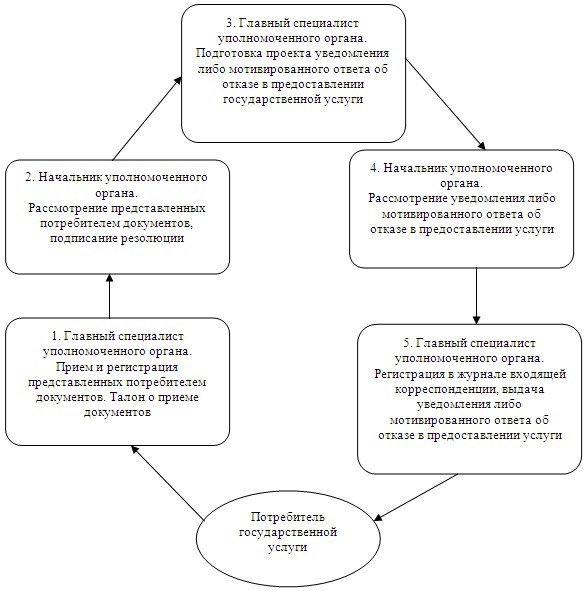 3. Главный специалист
уполномоченного органа.
Подготовка проекта уведомления
либо мотивированного ответа об
отказе в предоставлении
государственной услуги
2. Начальник уполномоченного
органа.
Рассмотрение представленных
потребителем документов,
подписание резолюции
4. Начальник уполномоченного
органа.
Рассмотрение уведомления либо
мотивированного ответа об
отказе в предоставлении услуги
1. Главный специалист
уполномоченного органа.
Прием и регистрация
представленных потребителем
документов. Талон о приеме
документов
5. Главный специалист
уполномоченного органа.
Регистрация в журнале входящей
корреспонденции, выдача
уведомления либо
мотивированного ответа об
отказе в предоставлении услуги
Потребитель
государственной
услуги